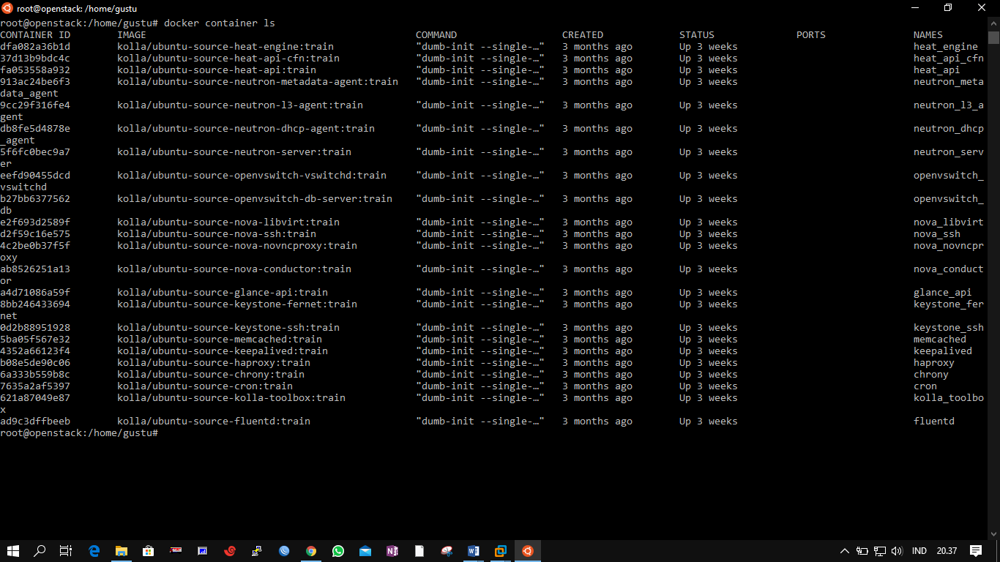 root@openstack: /home/gustu
root@openstack:/home/gustu# docker container ls
CONTAINER ID        IMAGE                                              COMMAND                  CREATED             STATUS              PORTS               NAMES
dfa082a36b1d        kolla/ubuntu-source-heat-engine:train              "dumb-init --single-…"   3 months ago        Up 3 weeks                              heat_engine
37d13b9bdc4c        kolla/ubuntu-source-heat-api-cfn:train             "dumb-init --single-…"   3 months ago        Up 3 weeks                              heat_api_cfn
fa053558a932        kolla/ubuntu-source-heat-api:train                 "dumb-init --single-…"   3 months ago        Up 3 weeks                              heat_api
913ac24be6f3        kolla/ubuntu-source-neutron-metadata-agent:train   "dumb-init --single-…"   3 months ago        Up 3 weeks                              neutron_meta
data_agent
9cc29f316fe4        kolla/ubuntu-source-neutron-l3-agent:train         "dumb-init --single-…"   3 months ago        Up 3 weeks                              neutron_l3_a
gent
db8fe5d4878e        kolla/ubuntu-source-neutron-dhcp-agent:train       "dumb-init --single-…"   3 months ago        Up 3 weeks                              neutron_dhcp
_agent
5f6fc0bec9a7        kolla/ubuntu-source-neutron-server:train           "dumb-init --single-…"   3 months ago        Up 3 weeks                              neutron_serv
er
eefd90455dcd        kolla/ubuntu-source-openvswitch-vswitchd:train     "dumb-init --single-…"   3 months ago        Up 3 weeks                              openvswitch_
vswitchd
b27bb6377562        kolla/ubuntu-source-openvswitch-db-server:train    "dumb-init --single-…"   3 months ago        Up 3 weeks                              openvswitch_
db
e2f693d2589f        kolla/ubuntu-source-nova-libvirt:train             "dumb-init --single-…"   3 months ago        Up 3 weeks                              nova_libvirt
d2f59c16e575        kolla/ubuntu-source-nova-ssh:train                 "dumb-init --single-…"   3 months ago        Up 3 weeks                              nova_ssh
4c2be0b37f5f        kolla/ubuntu-source-nova-novncproxy:train          "dumb-init --single-…"   3 months ago        Up 3 weeks                              nova_novncpr
oxy
ab8526251a13        kolla/ubuntu-source-nova-conductor:train           "dumb-init --single-…"   3 months ago        Up 3 weeks                              nova_conduct
or
a4d71086a59f        kolla/ubuntu-source-glance-api:train               "dumb-init --single-…"   3 months ago        Up 3 weeks                              glance_api
8bb246433694        kolla/ubuntu-source-keystone-fernet:train          "dumb-init --single-…"   3 months ago        Up 3 weeks                              keystone_fer
net
0d2b88951928        kolla/ubuntu-source-keystone-ssh:train             "dumb-init --single-…"   3 months ago        Up 3 weeks                              keystone_ssh
5ba05f567e32        kolla/ubuntu-source-memcached:train                "dumb-init --single-…"   3 months ago        Up 3 weeks                              memcached
4352a66123f4        kolla/ubuntu-source-keepalived:train               "dumb-init --single-…"   3 months ago        Up 3 weeks                              keepalived
b08e5de90c06        kolla/ubuntu-source-haproxy:train                  "dumb-init --single-…"   3 months ago        Up 3 weeks                              haproxy
6a333b559b8c        kolla/ubuntu-source-chrony:train                   "dumb-init --single-…"   3 months ago        Up 3 weeks                              chrony
7635a2af5397        kolla/ubuntu-source-cron:train                     "dumb-init --single-…"   3 months ago        Up 3 weeks                              cron
621a87049e87        kolla/ubuntu-source-kolla-toolbox:train            "dumb-init --single-…"   3 months ago        Up 3 weeks                              kolla_toolbo
x
ad9c3dffbeeb        kolla/ubuntu-source-fluentd:train                  "dumb-init --single-…"   3 months ago        Up 3 weeks                              fluentd
root@openstack:/home/gustu#
IND 20.37